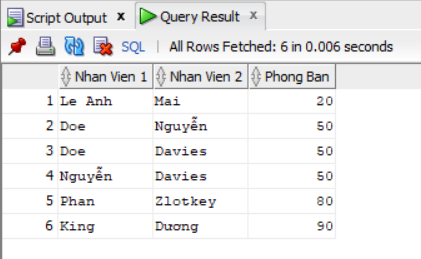 Script Output x Query Result x
SQL | All Rows Fetched: 6 in 0.006 seconds
Nhan Vien 1 Nhan Vien 2 Phong Ban
1 Le Anh Mai 20
2 Doe Nguyễn 50
3 Doe Davies 50
4 Nguyễn Davies 50
5 Phan Zlotkey 80
6 King Dương 90